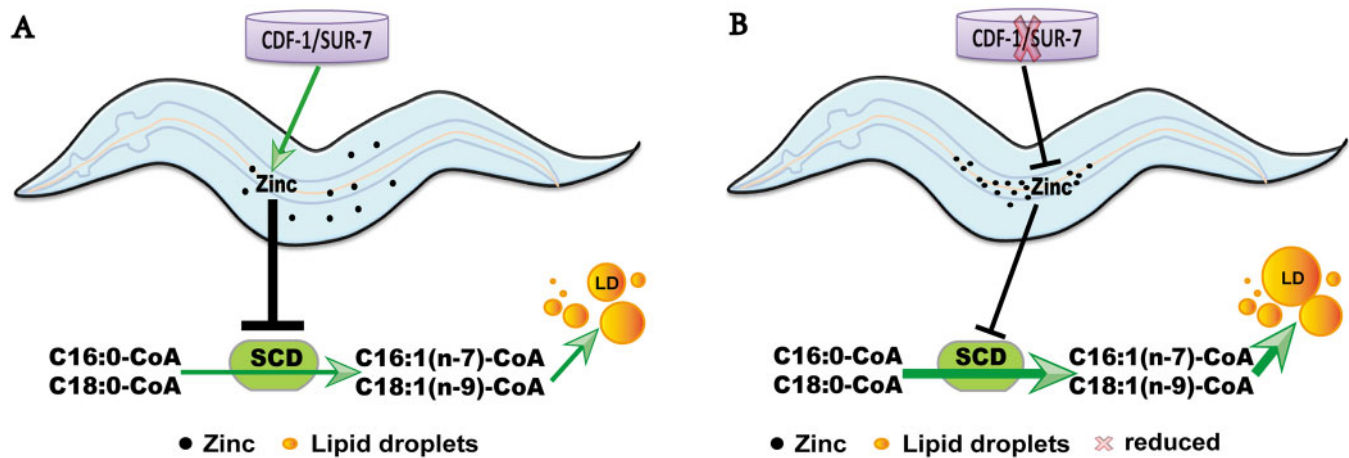 A
CDF-1/SUR-7
Zinc
LD
SCD
C16:0-CoA
C18:0-CoA
C16:1(n-7)-CoA
C18:1(n-9)-CoA
Zinc
Lipid droplets
B
CDF-1/SUR-7
Zinc
LD
SCD
C16:0-CoA
C18:0-CoA
C16:1(n-7)-CoA
C18:1(n-9)-CoA
Zinc
Lipid droplets
reduced